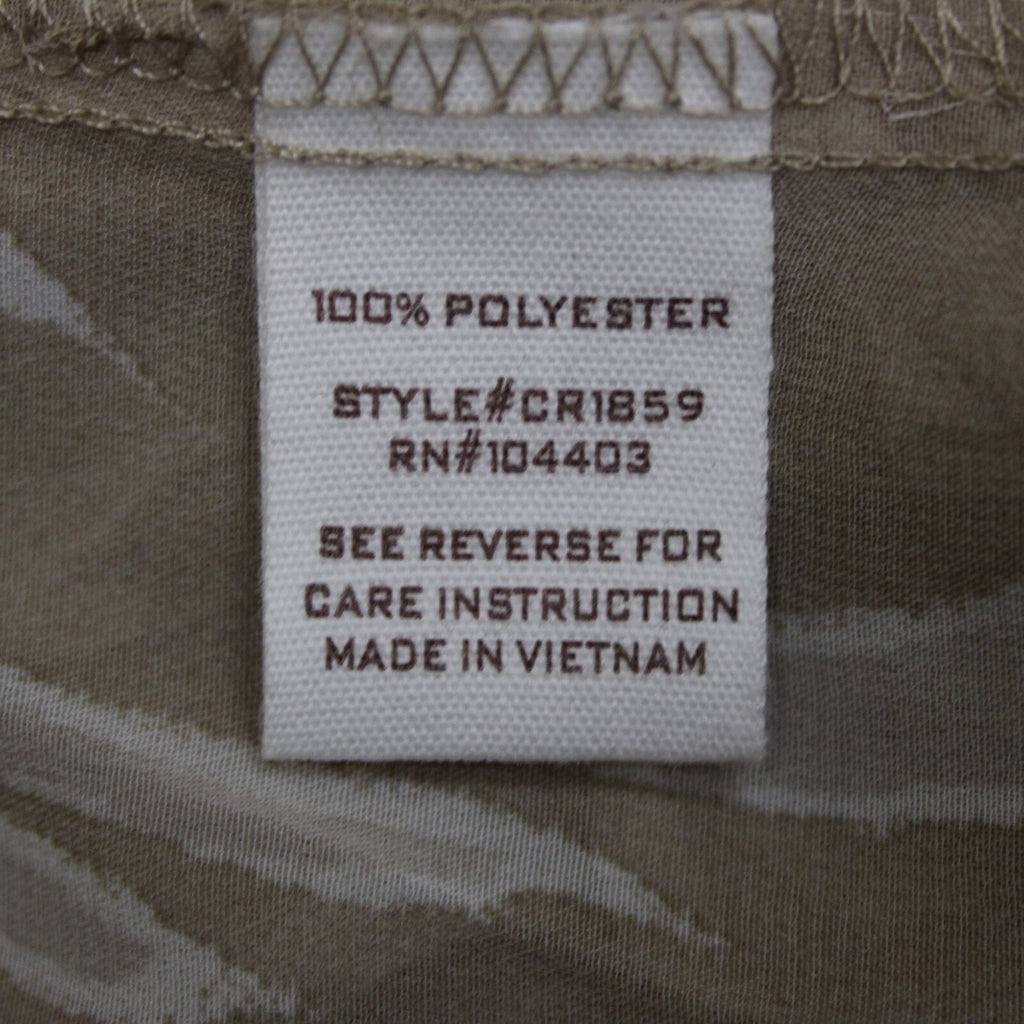 100% POLYESTER
STYLE#CR1859
RN#104403
SEE REVERSE FOR
CARE INSTRUCTION
MADE IN VIETNAM